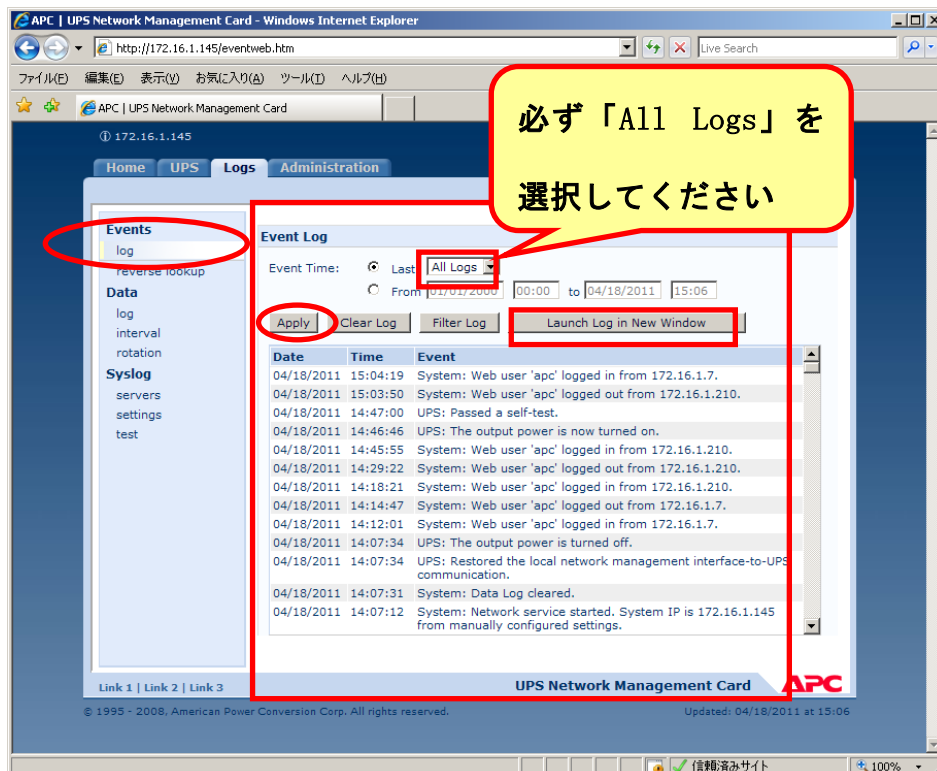 APC | UPS Network Management Card - Windows Internet Explorer
http://172.16.1.145/eventweb.htm
Live Search
ファイル(F) 編集(E) 表示(V) お気に入り(A) ツール(T) ヘルプ(H)
APC | UPS Network Management Card
必ず「All Logs」を
選択してください
172.16.1.145
Home UPS Logs Administration
Events
log
reverse lookup
Data
log
interval
rotation
Syslog
servers
settings
test
Event Log
Event Time: Last All Logs
From 01/01/2000 00:00 to 04/18/2011 15:06
Apply Clear Log Filter Log Launch Log in New Window
Date Time Event
04/18/2011 15:04:19 System: Web user 'apc' logged in from 172.16.1.7.
04/18/2011 15:03:50 System: Web user 'apc' logged out from 172.16.1.210.
04/18/2011 14:47:00 UPS: Passed a self-test.
04/18/2011 14:46:46 UPS: The output power is now turned on.
04/18/2011 14:45:55 System: Web user 'apc' logged in from 172.16.1.210.
04/18/2011 14:29:22 System: Web user 'apc' logged out from 172.16.1.210.
04/18/2011 14:18:21 System: Web user 'apc' logged in from 172.16.1.210.
04/18/2011 14:14:47 System: Web user 'apc' logged out from 172.16.1.7.
04/18/2011 14:12:01 System: Web user 'apc' logged in from 172.16.1.7.
04/18/2011 14:07:34 UPS: The output power is turned off.
04/18/2011 14:07:34 UPS: Restored the local network management interface-to-UPS
communication.
04/18/2011 14:07:31 System: Data Log cleared.
04/18/2011 14:07:12 System: Network service started. System IP is 172.16.1.145
from manually configured settings.
Link 1 | Link 2 | Link 3
UPS Network Management Card
APC
© 1995 - 2008, American Power Conversion Corp. All rights reserved.
Updated: 04/18/2011 at 15:06
信頼済みサイト
100%